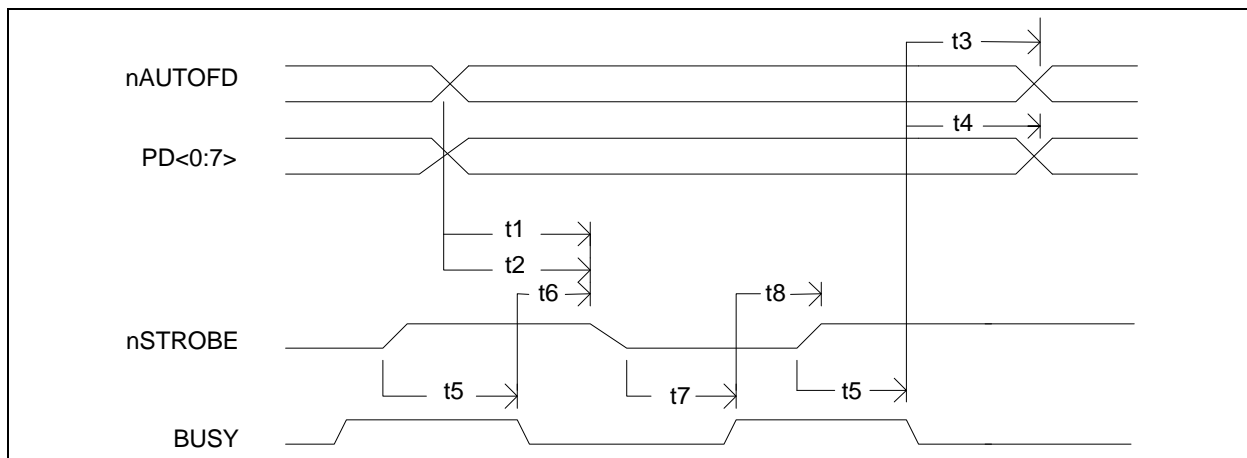 t3
nAUTOFD
t4
PD<0:7>
t1
t2
t6
t8
nSTROBE
t5
t7
t5
BUSY